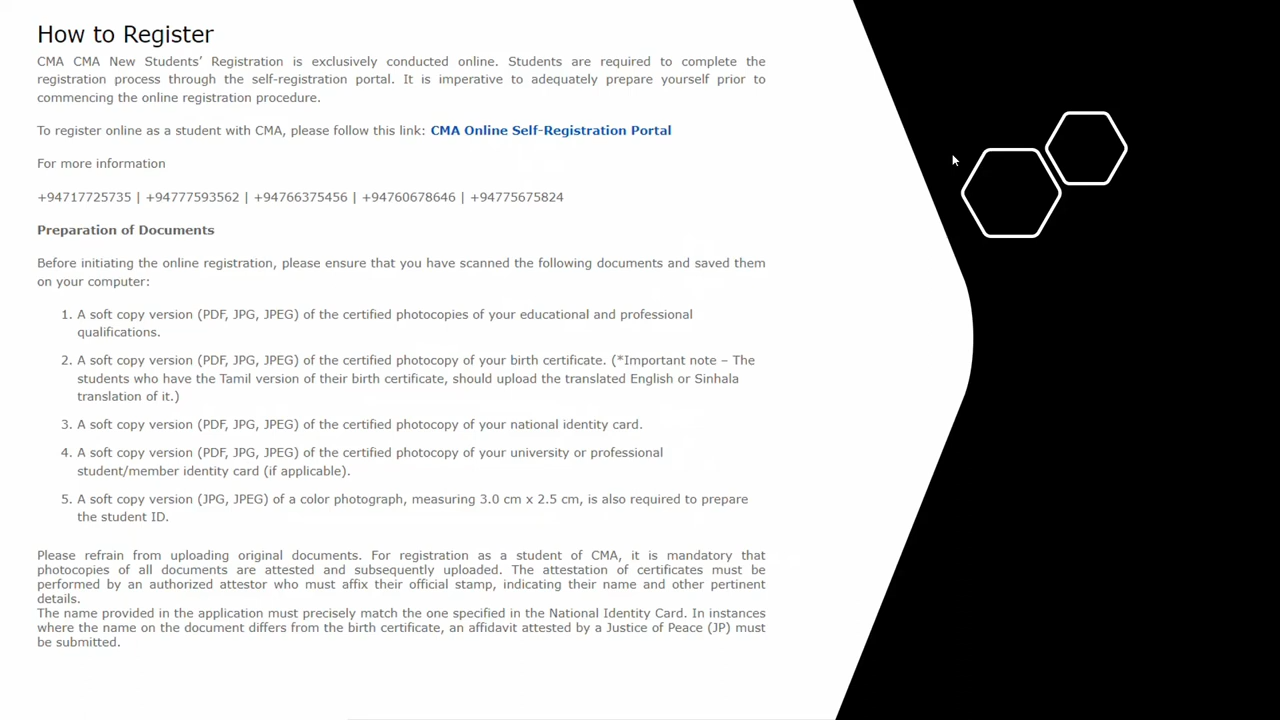 How to Register
CMA CMA New Students’ Registration is exclusively conducted online. Students are required to complete the
registration process through the self-registration portal. It is imperative to adequately prepare yourself prior to
commencing the online registration procedure.
To register online as a student with CMA, please follow this link: CMA Online Self-Registration Portal
For more information
+94717725735 | +94777593562 | +94766375456 | +94760678646 | +94775675824
Preparation of Documents
Before initiating the online registration, please ensure that you have scanned the following documents and saved them
on your computer:
1. A soft copy version (PDF, JPG, JPEG) of the certified photocopies of your educational and professional
qualifications.
2. A soft copy version (PDF, JPG, JPEG) of the certified photocopy of your birth certificate. (*Important note – The
students who have the Tamil version of their birth certificate, should upload the translated English or Sinhala
translation of it.)
3. A soft copy version (PDF, JPG, JPEG) of the certified photocopy of your national identity card.
4. A soft copy version (PDF, JPG, JPEG) of the certified photocopy of your university or professional
student/member identity card (if applicable).
5. A soft copy version (JPG, JPEG) of a color photograph, measuring 3.0 cm x 2.5 cm, is also required to prepare
the student ID.
Please refrain from uploading original documents. For registration as a student of CMA, it is mandatory that
photocopies of all documents are attested and subsequently uploaded. The attestation of certificates must be
performed by an authorized attestor who must affix their official stamp, indicating their name and other pertinent
details.
The name provided in the application must precisely match the one specified in the National Identity Card. In instances
where the name on the document differs from the birth certificate, an affidavit attested by a Justice of Peace (JP) must
be submitted.